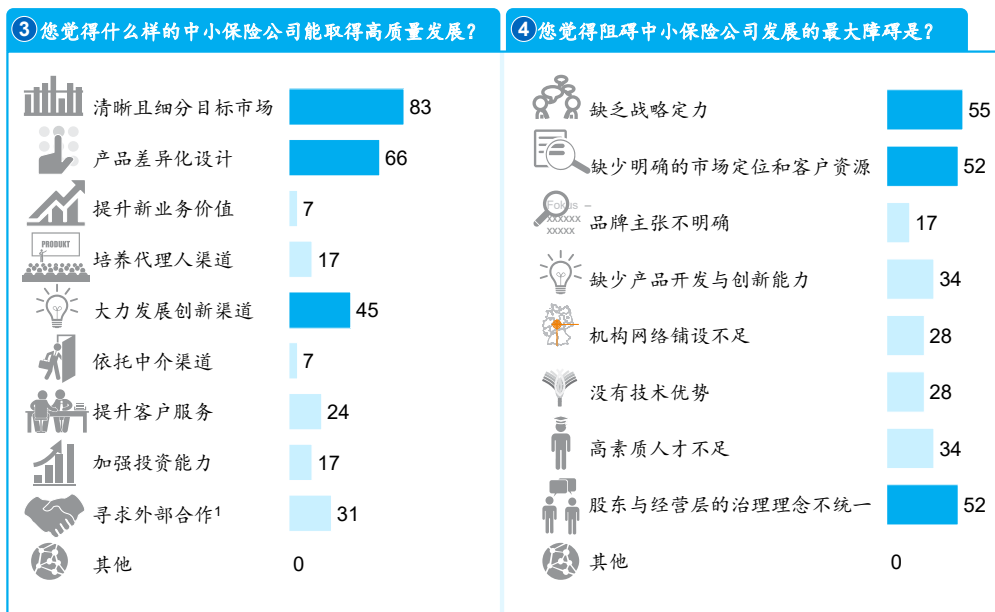 3 您觉得什么样的中小保险公司能取得高质量发展?
清晰且细分目标市场 83
产品差异化设计 66
提升新业务价值 7
PRODUKT
培养代理人渠道 17
大力发展创新渠道 45
依托中介渠道 7
提升客户服务 24
加强投资能力 17
寻求外部合作1 31
其他 0
4 您觉得阻碍中小保险公司发展的最大障碍是?
缺乏战略定力 55
缺少明确的市场定位和客户资源 52
Fokus –
xxxxxx
xxxxx
品牌主张不明确 17
缺少产品开发与创新能力 34
机构网络铺设不足 28
没有技术优势 28
高素质人才不足 34
股东与经营层的治理理念不统一 52
其他 0